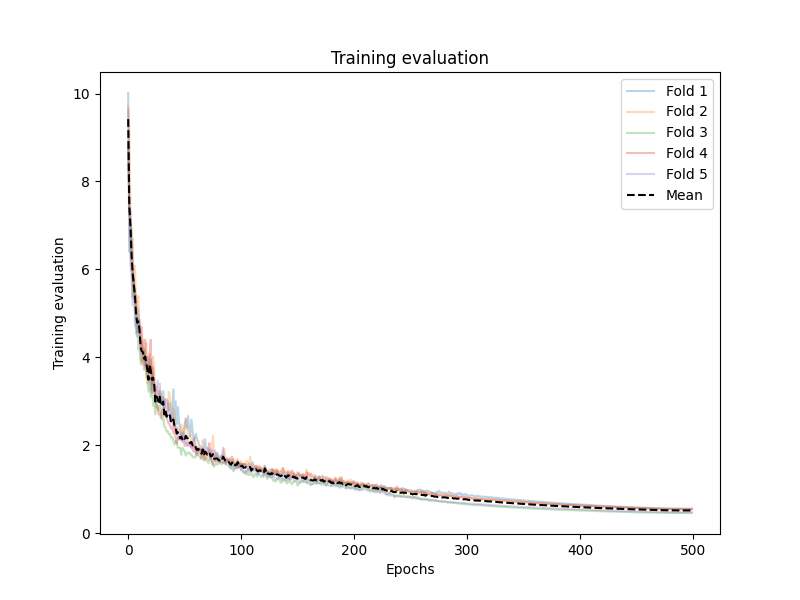 Training evaluation
Training evaluation
10
8
6
4
2
0
Fold 1
Fold 2
Fold 3
Fold 4
Fold 5
Mean
0 100 200 300 400 500
Epochs